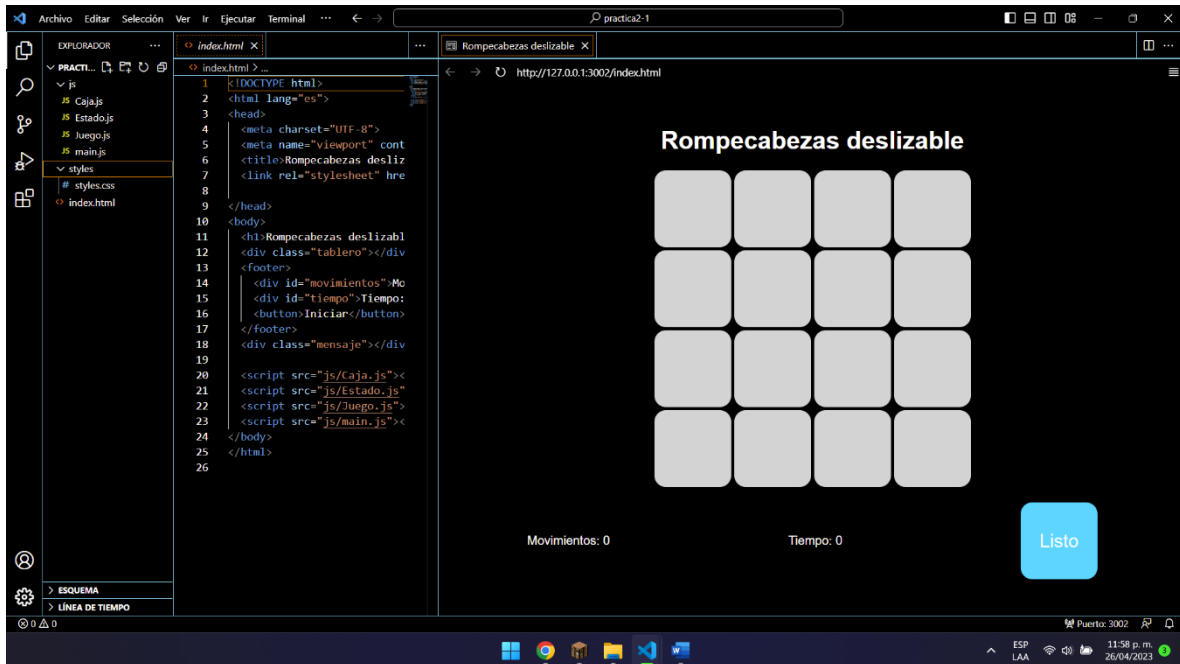 Archivo Editar Selección Ver Ir Ejecutar Terminal ··· practica2-1
EXPLORADOR ···
PRACTI...
js
JS Caja.js
JS Estado.js
JS Juego.js
JS main.js
styles
# styles.css
<> index.html
ESQUEMA
LÍNEA DE TIEMPO
<> index.html × ···
<> index.html > ...
1 <!DOCTYPE html>
2 <html lang="es">
3 <head>
4 <meta charset="UTF-8">
5 <meta name="viewport" cont
6 <title>Rompecabezas desliz
7 <link rel="stylesheet" hre
8
9 </head>
10 <body>
11 <h1>Rompecabezas deslizabl
12 <div class="tablero"></div
13 <footer>
14 <div id="movimientos">Mo
15 <div id="tiempo">Tiempo:
16 <button>Iniciar</button>
17 </footer>
18 <div class="mensaje"></div
19
20 <script src="js/Caja.js"><
21 <script src="js/Estado.js"
22 <script src="js/Juego.js">
23 <script src="js/main.js"><
24 </body>
25 </html>
26
Rompecabezas deslizable × ···
http://127.0.0.1:3002/index.html
Rompecabezas deslizable
Movimientos: 0 Tiempo: 0 Listo
0 0 Puerto: 3002
ESP
LAA
11:58 p. m.
26/04/2023
3